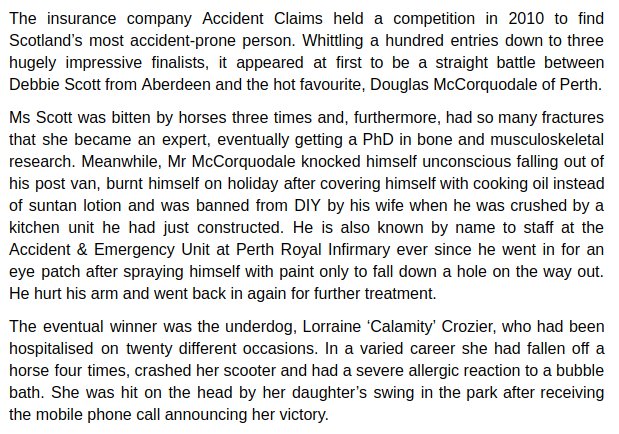 The insurance company Accident Claims held a competition in 2010 to find
Scotland’s most accident-prone person. Whittling a hundred entries down to three
hugely impressive finalists, it appeared at first to be a straight battle between
Debbie Scott from Aberdeen and the hot favourite, Douglas McCorquodale of Perth.
Ms Scott was bitten by horses three times and, furthermore, had so many fractures
that she became an expert, eventually getting a PhD in bone and musculoskeletal
research. Meanwhile, Mr McCorquodale knocked himself unconscious falling out of
his post van, burnt himself on holiday after covering himself with cooking oil instead
of suntan lotion and was banned from DIY by his wife when he was crushed by a
kitchen unit he had just constructed. He is also known by name to staff at the
Accident & Emergency Unit at Perth Royal Infirmary ever since he went in for an
eye patch after spraying himself with paint only to fall down a hole on the way out.
He hurt his arm and went back in again for further treatment.
The eventual winner was the underdog, Lorraine ‘Calamity’ Crozier, who had been
hospitalised on twenty different occasions. In a varied career she had fallen off a
horse four times, crashed her scooter and had a severe allergic reaction to a bubble
bath. She was hit on the head by her daughter’s swing in the park after receiving
the mobile phone call announcing her victory.